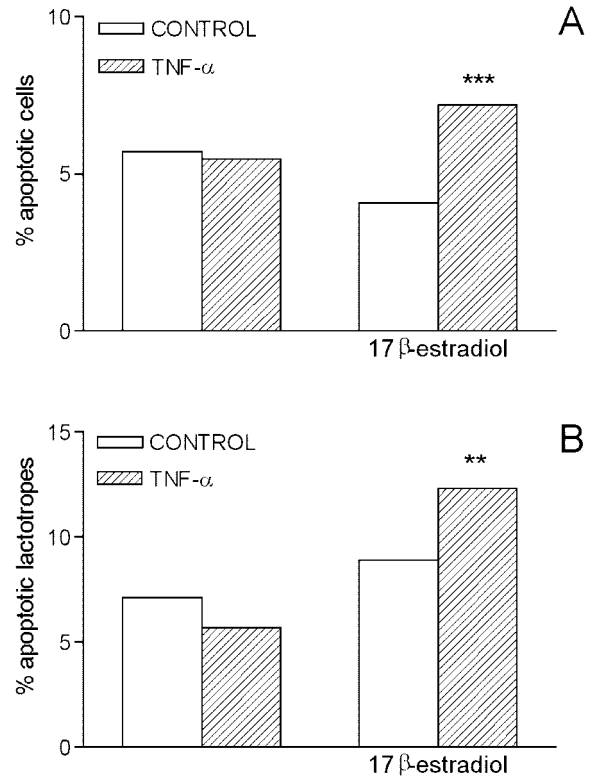 A
10
CONTROL
TNF-α
***
5
% apoptotic cells
0
17 β-estradiol
B
15
CONTROL
TNF-α
**
10
% apoptotic lactotropes
5
0
17 β-estradiol